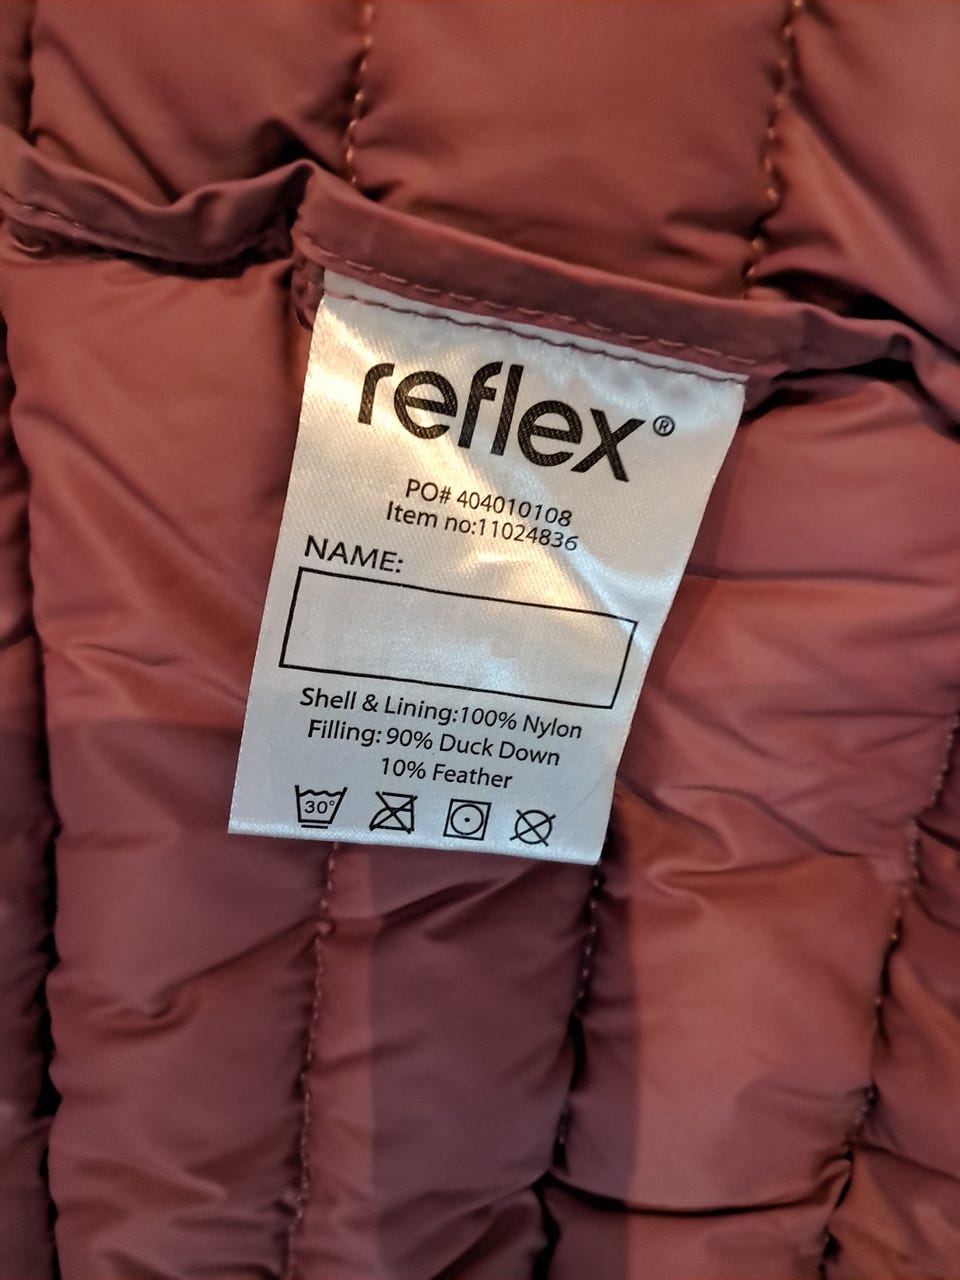 reflex®
PO# 404010108
Item no:11024836
NAME:
Shell & Lining:100% Nylon
Filling: 90% Duck Down
10% Feather
30°